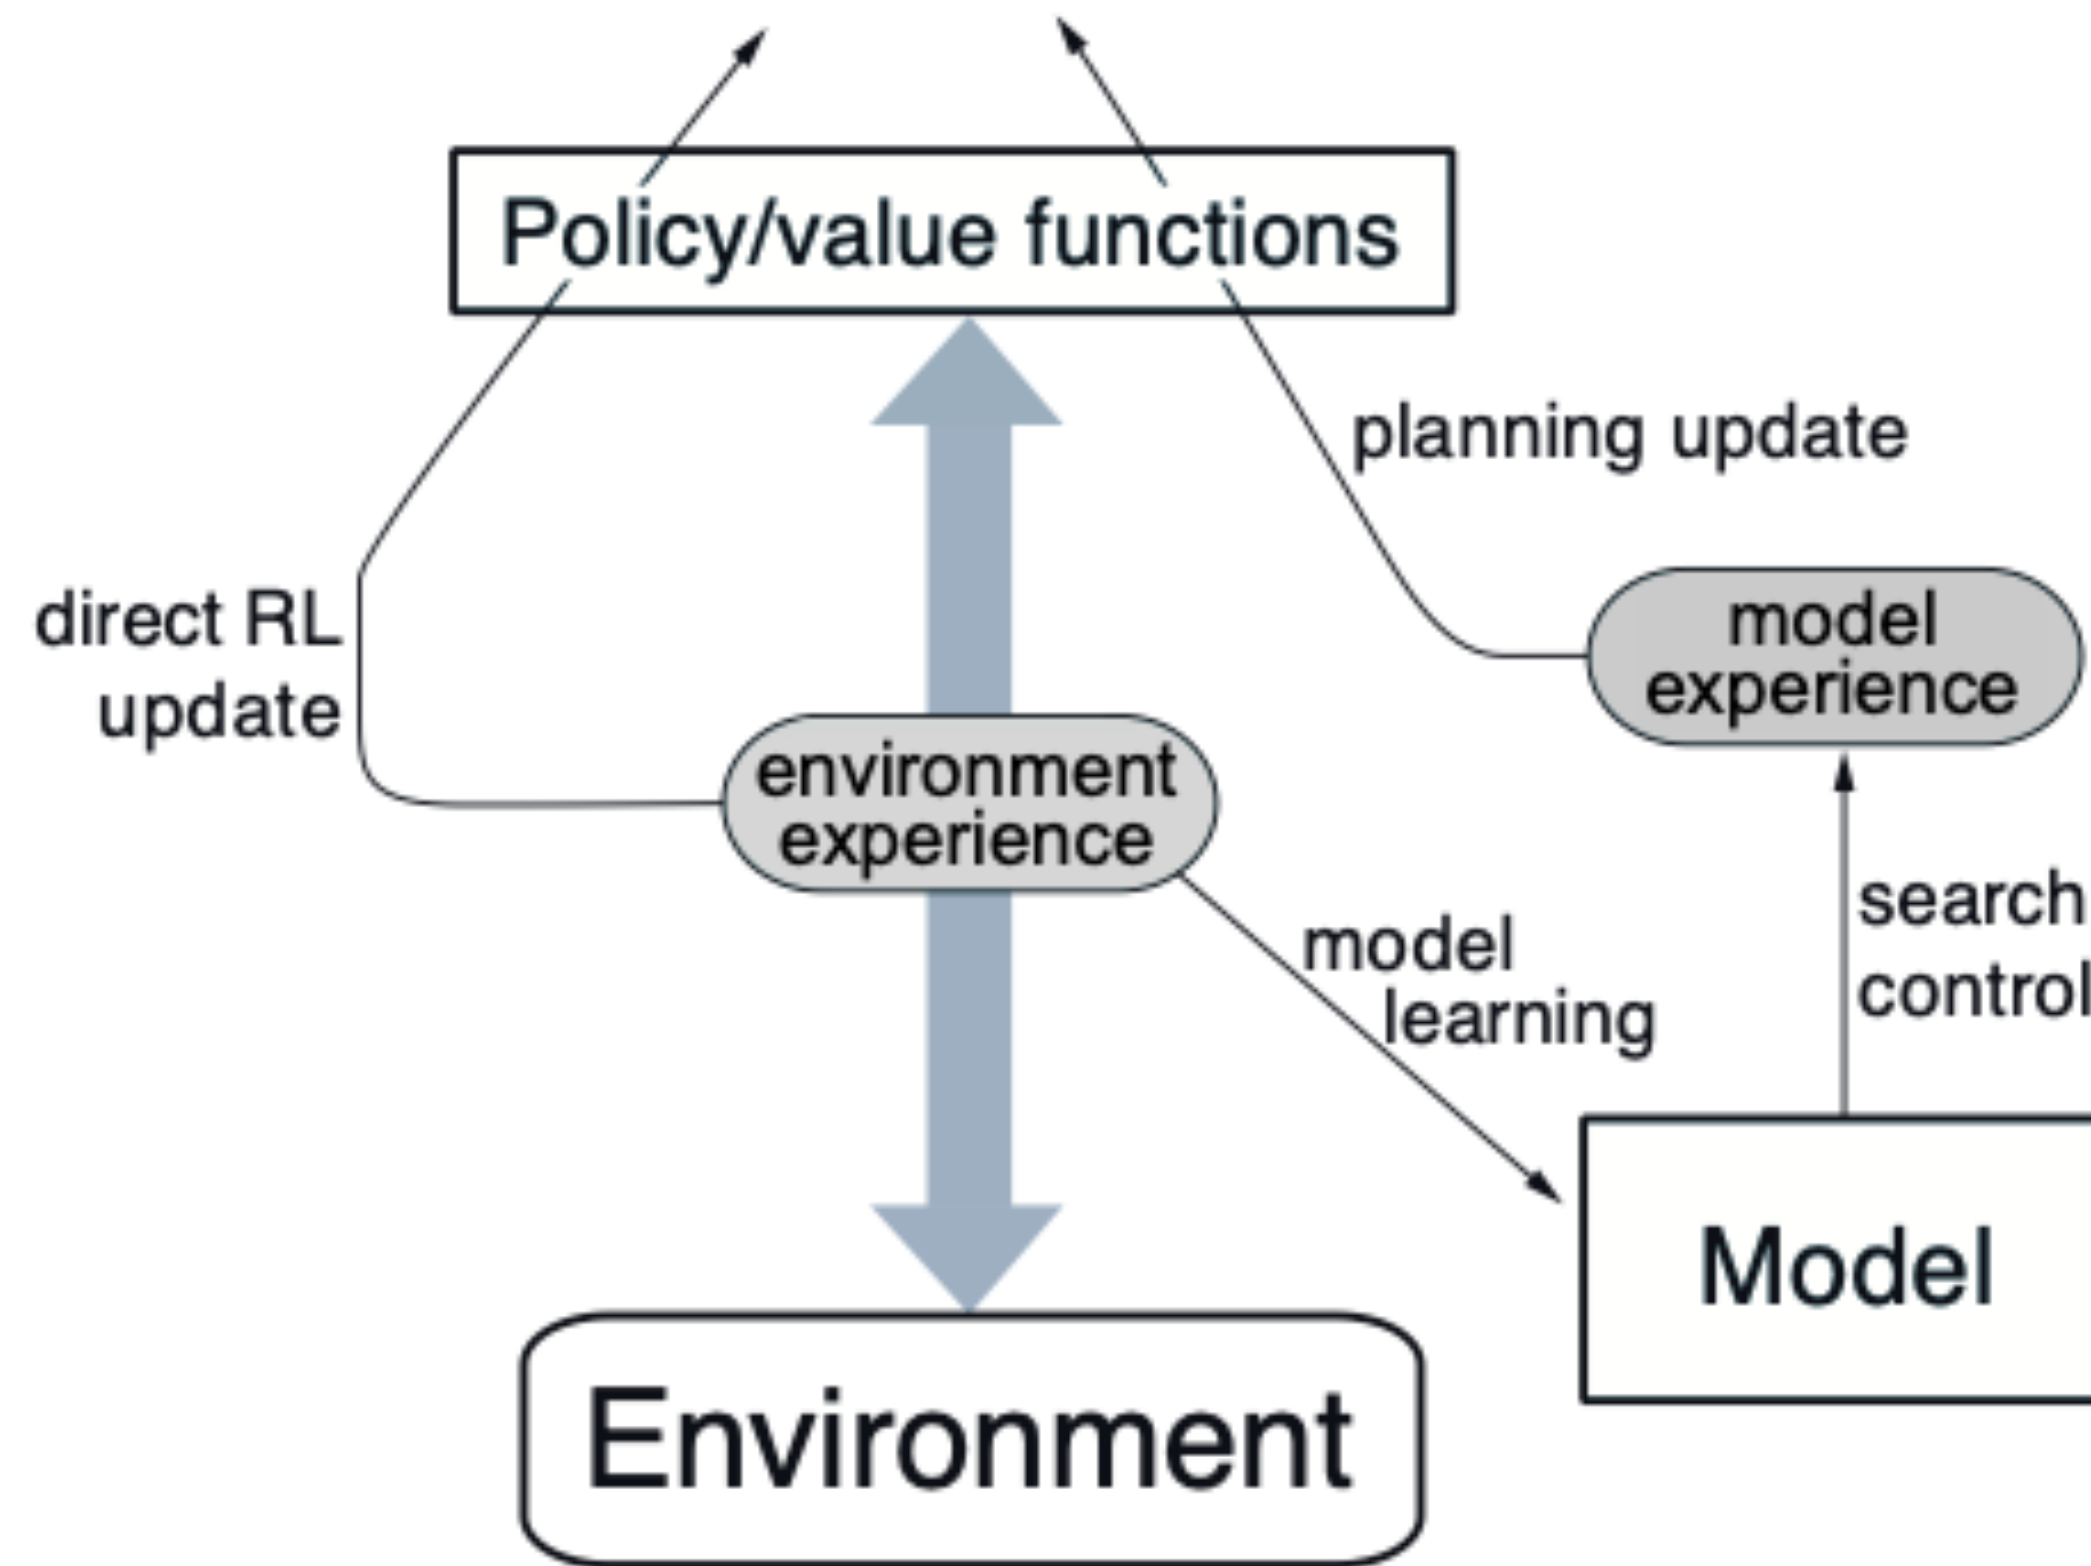 Policy/value functions
planning update
direct RL
update
model
experience
environment
experience
search
control
model
learning
Model
Environment